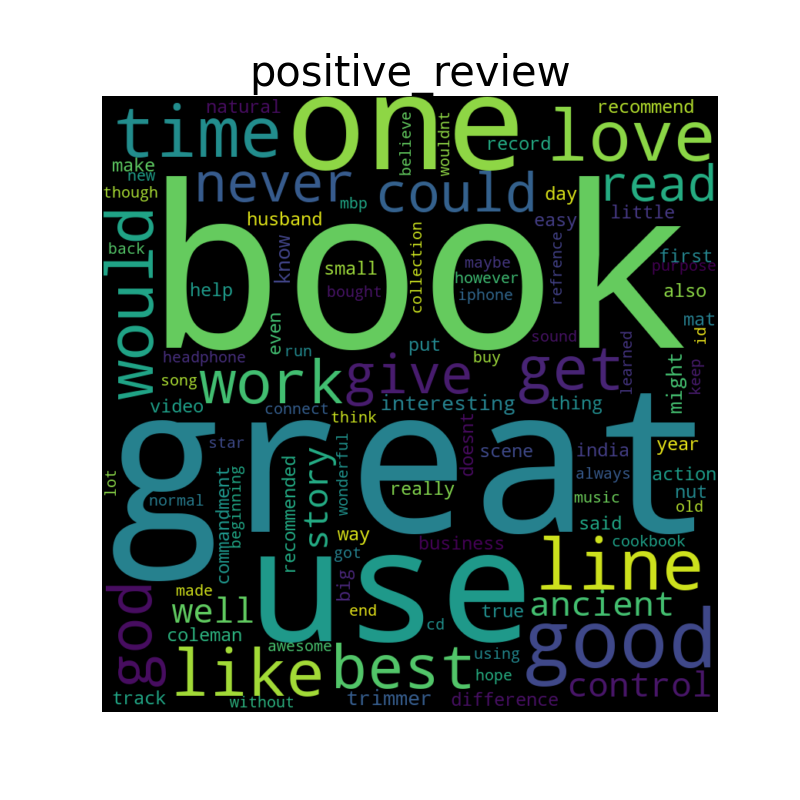 positive_review
natural
recommend
time
one
believe
wouldnt
record
love
make
new
though
never
mbp
could
day
read
husband
easy
little
back
would
book
know
collection
refrence
first
purpose
small
maybe
however
iphone
help
bought
also
mat
id
even
sound
headphone
run
put
buy
learned
might
keep
song
work
give
get
video
connect
think
interesting
thing
great
star
story
wonderful
doesnt
scene
india
year
lot
normal
commandment
beginning
recommended
really
always
action
music
nut
old
way
got
business
said
cookbook
use
line
god
made
well
big
end
cd
true
ancient
coleman
awesome
good
like
best
using
hope
control
track
without
trimmer
difference